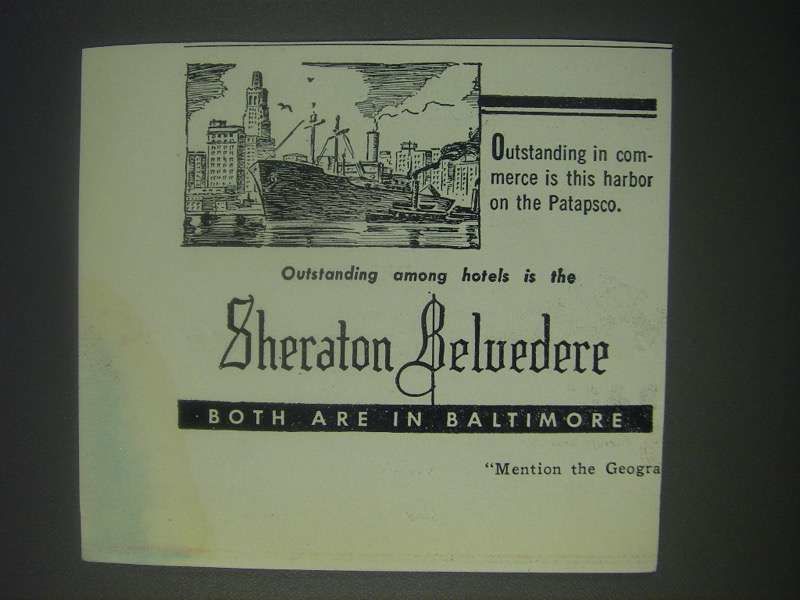 Outstanding in com-
merce is this harbor
on the Patapsco.
Outstanding among hotels is the
Sheraton Belvedere
BOTH ARE IN BALTIMORE
"Mention the Geogra